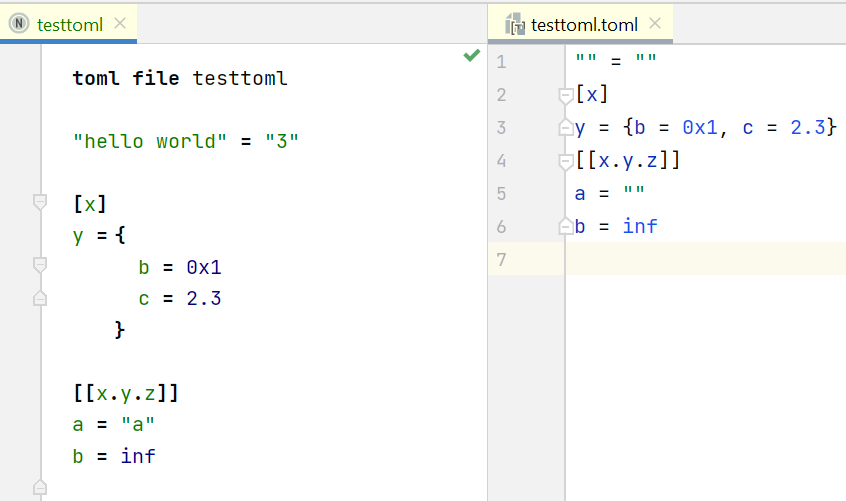 N testtoml
toml file testtoml
"hello world" = "3"
[x]
y = {
b = 0x1
c = 2.3
}
[[x.y.z]]
a = "a"
b = inf
testtoml.toml
1 "" = ""
2 [x]
3 y = {b = 0x1, c = 2.3}
4 [[x.y.z]]
5 a = ""
6 b = inf
7